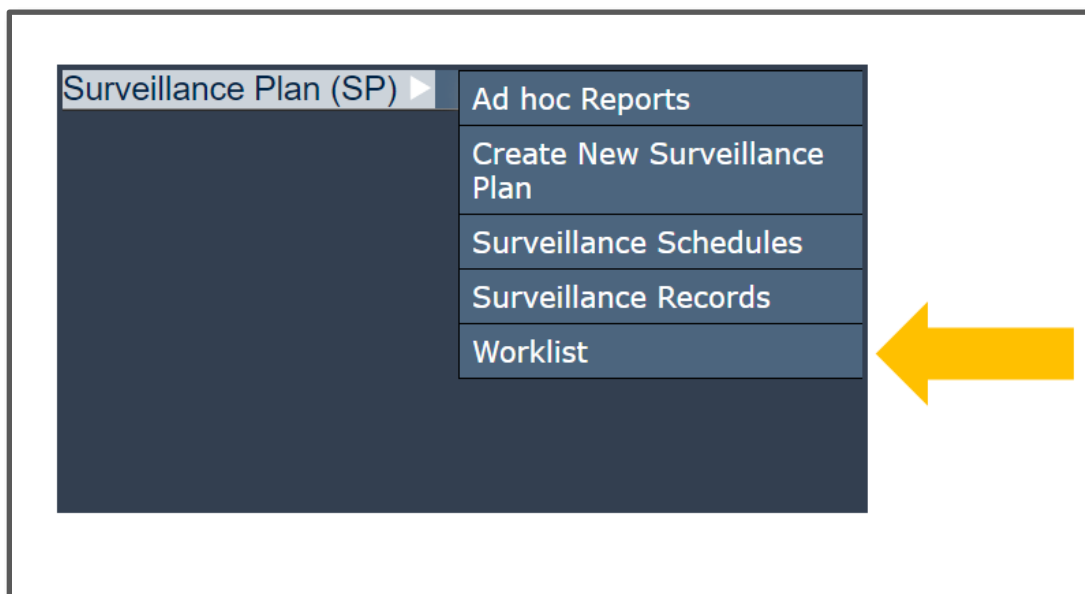 Surveillance Plan (SP)
Ad hoc Reports
Create New Surveillance
Plan
Surveillance Schedules
Surveillance Records
Worklist